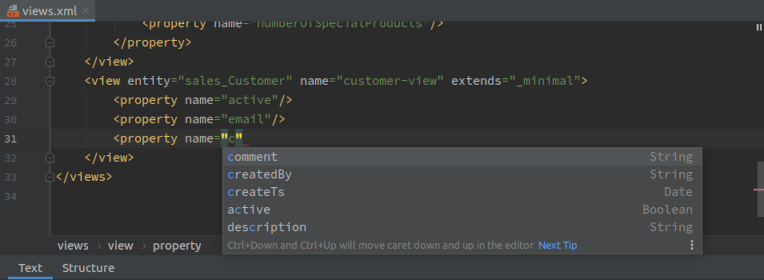 views.xml
25 <property name="numberOfSpecialProducts"/>
26 </property>
27 </view>
28 <view entity="sales_Customer" name="customer-view" extends="_minimal">
29 <property name="active"/>
30 <property name="email"/>
31 <property name="c"
32 </view>
33 </views>
34
comment String
createdBy String
createTs Date
active Boolean
description String
Ctrl+Down and Ctrl+Up will move caret down and up in the editor Next Tip
views › view › property
Text Structure